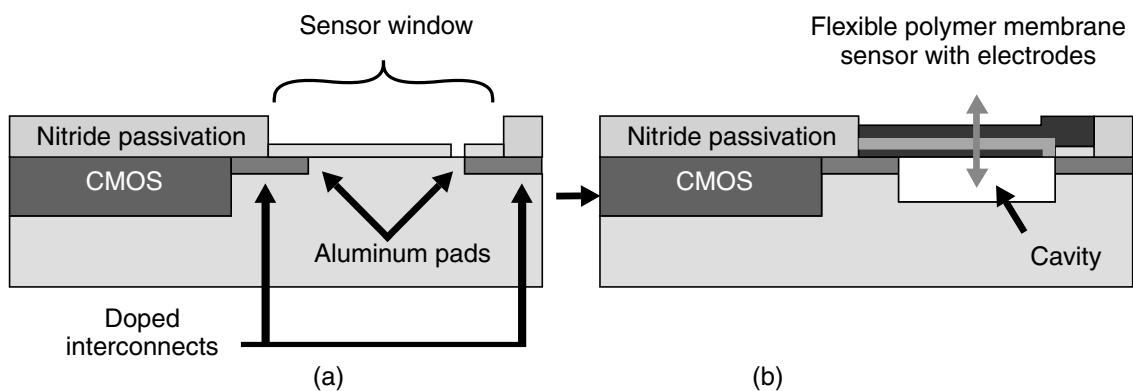 Sensor window
Nitride passivation
CMOS
Aluminum pads
Doped
interconnects
(a)
Flexible polymer membrane
sensor with electrodes
Nitride passivation
CMOS
Cavity
(b)